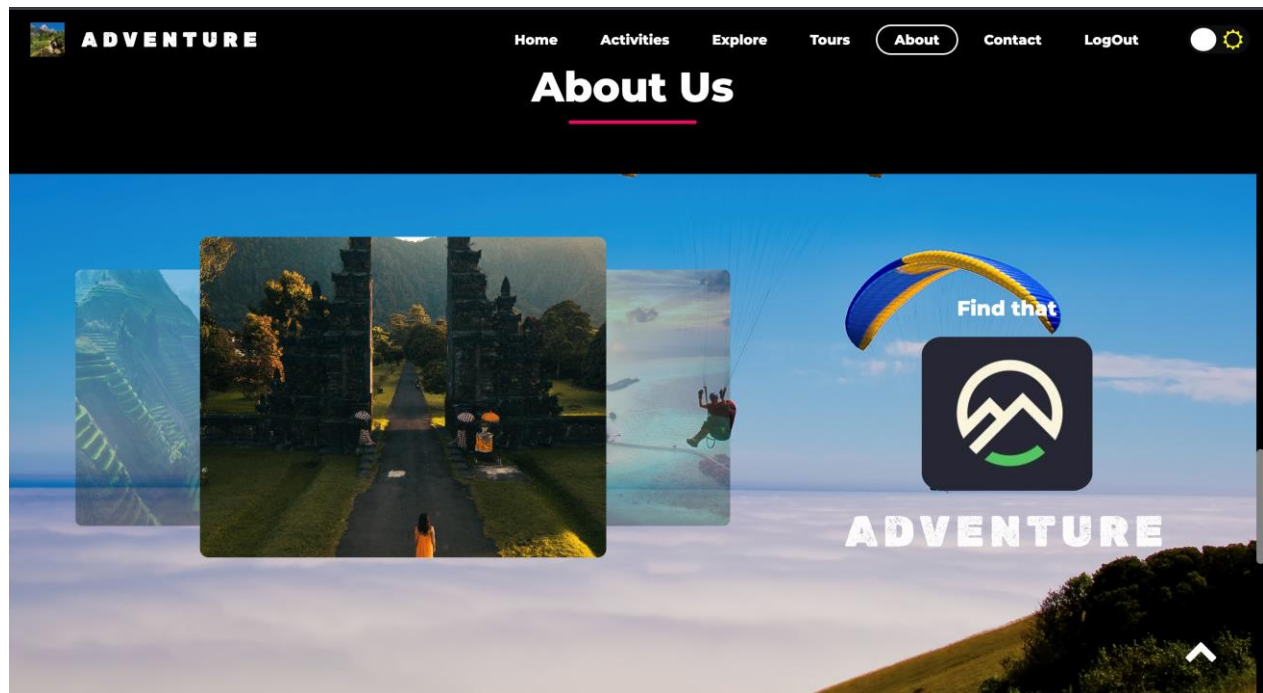 ADVENTURE
Home Activities Explore Tours About Contact LogOut
About Us
Find that
ADVENTURE